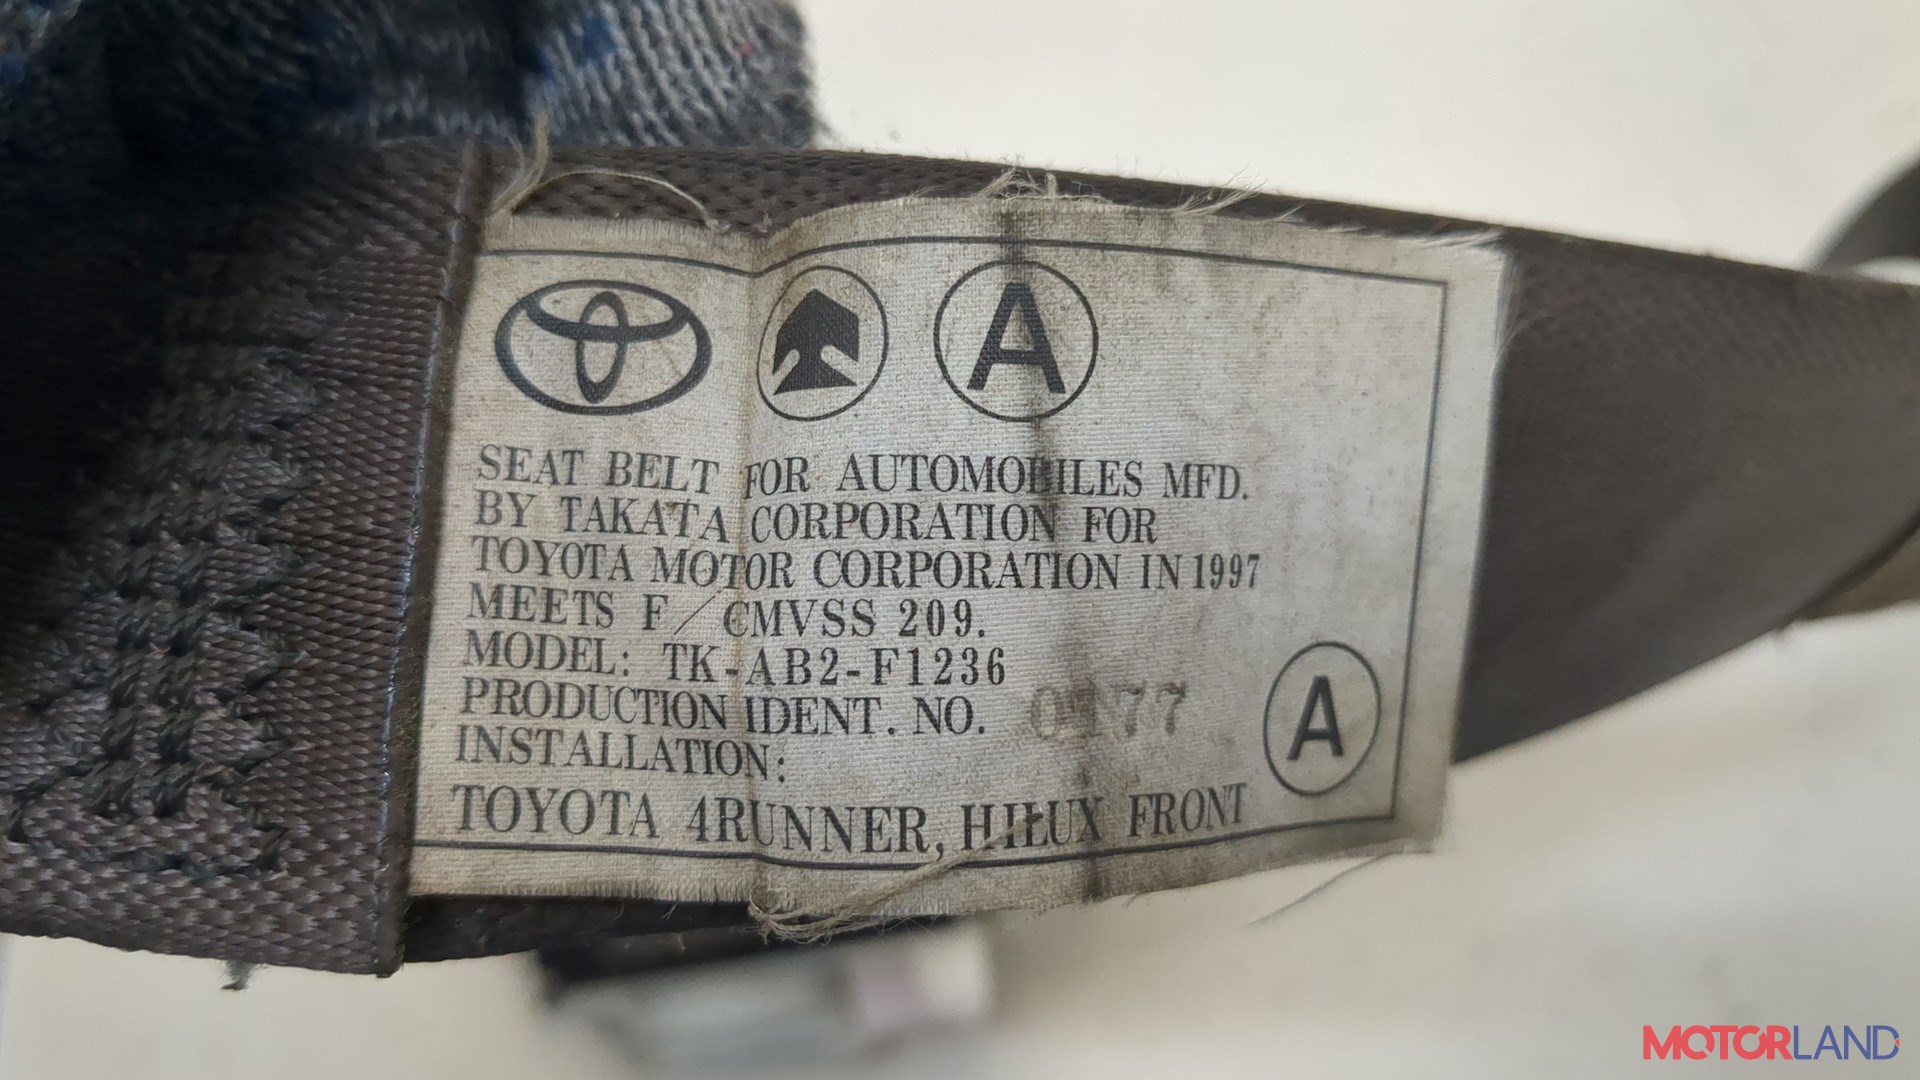 A
SEAT BELT FOR AUTOMOBILES MFD.
BY TAKATA CORPORATION FOR
TOYOTA MOTOR CORPORATION IN 1997
MEETS F/CMVSS 209.
MODEL: TK-AB2-F1236
PRODUCTION IDENT. NO. 0177
INSTALLATION:
TOYOTA 4RUNNER, HILUX FRONT
A
MOTORLAND